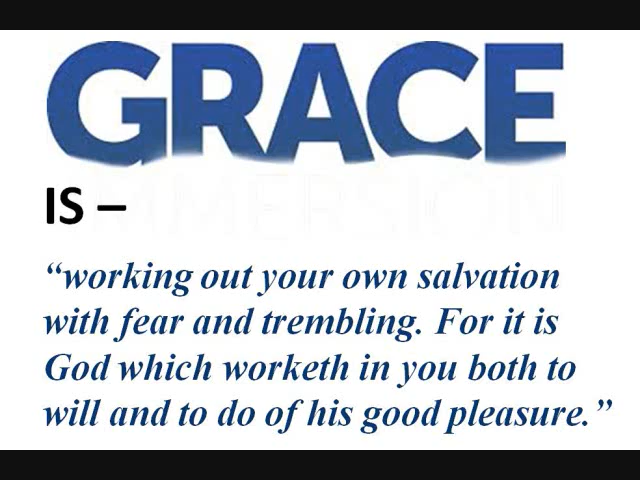 GRACE
IS –
IMMERSION
“working out your own salvation
with fear and trembling. For it is
God which worketh in you both to
will and to do of his good pleasure.”